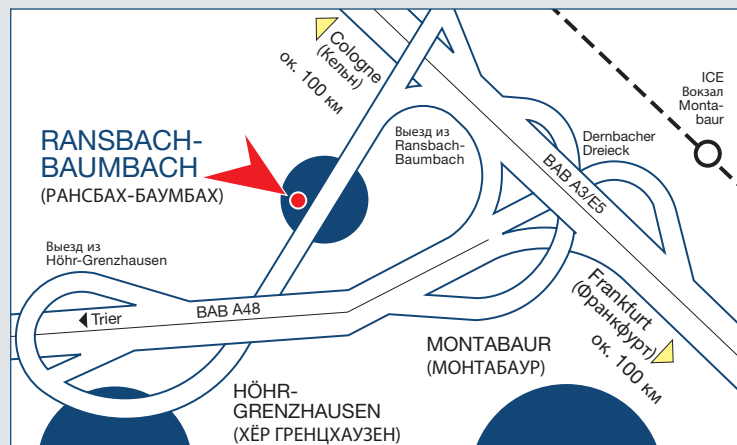 Cologne
(Кельн)
ок. 100 км
ICE
Вокзал
Monta-
baur
RANSBACH-
BAUMBACH
(РАНСБАХ-БАУМБАХ)
Выезд из
Ransbach-
Baumbach
Dernbacher
Dreieck
BAB A3/E5
Выезд из
Höhr-Grenzhausen
Trier
BAB A48
Frankfurt
(Франкфурт)
ок. 100 км
MONTABAUR
(МОНТАБАУР)
HÖHR-
GRENZHAUSEN
(ХЁР ГРЕНЦХАУЗЕН)